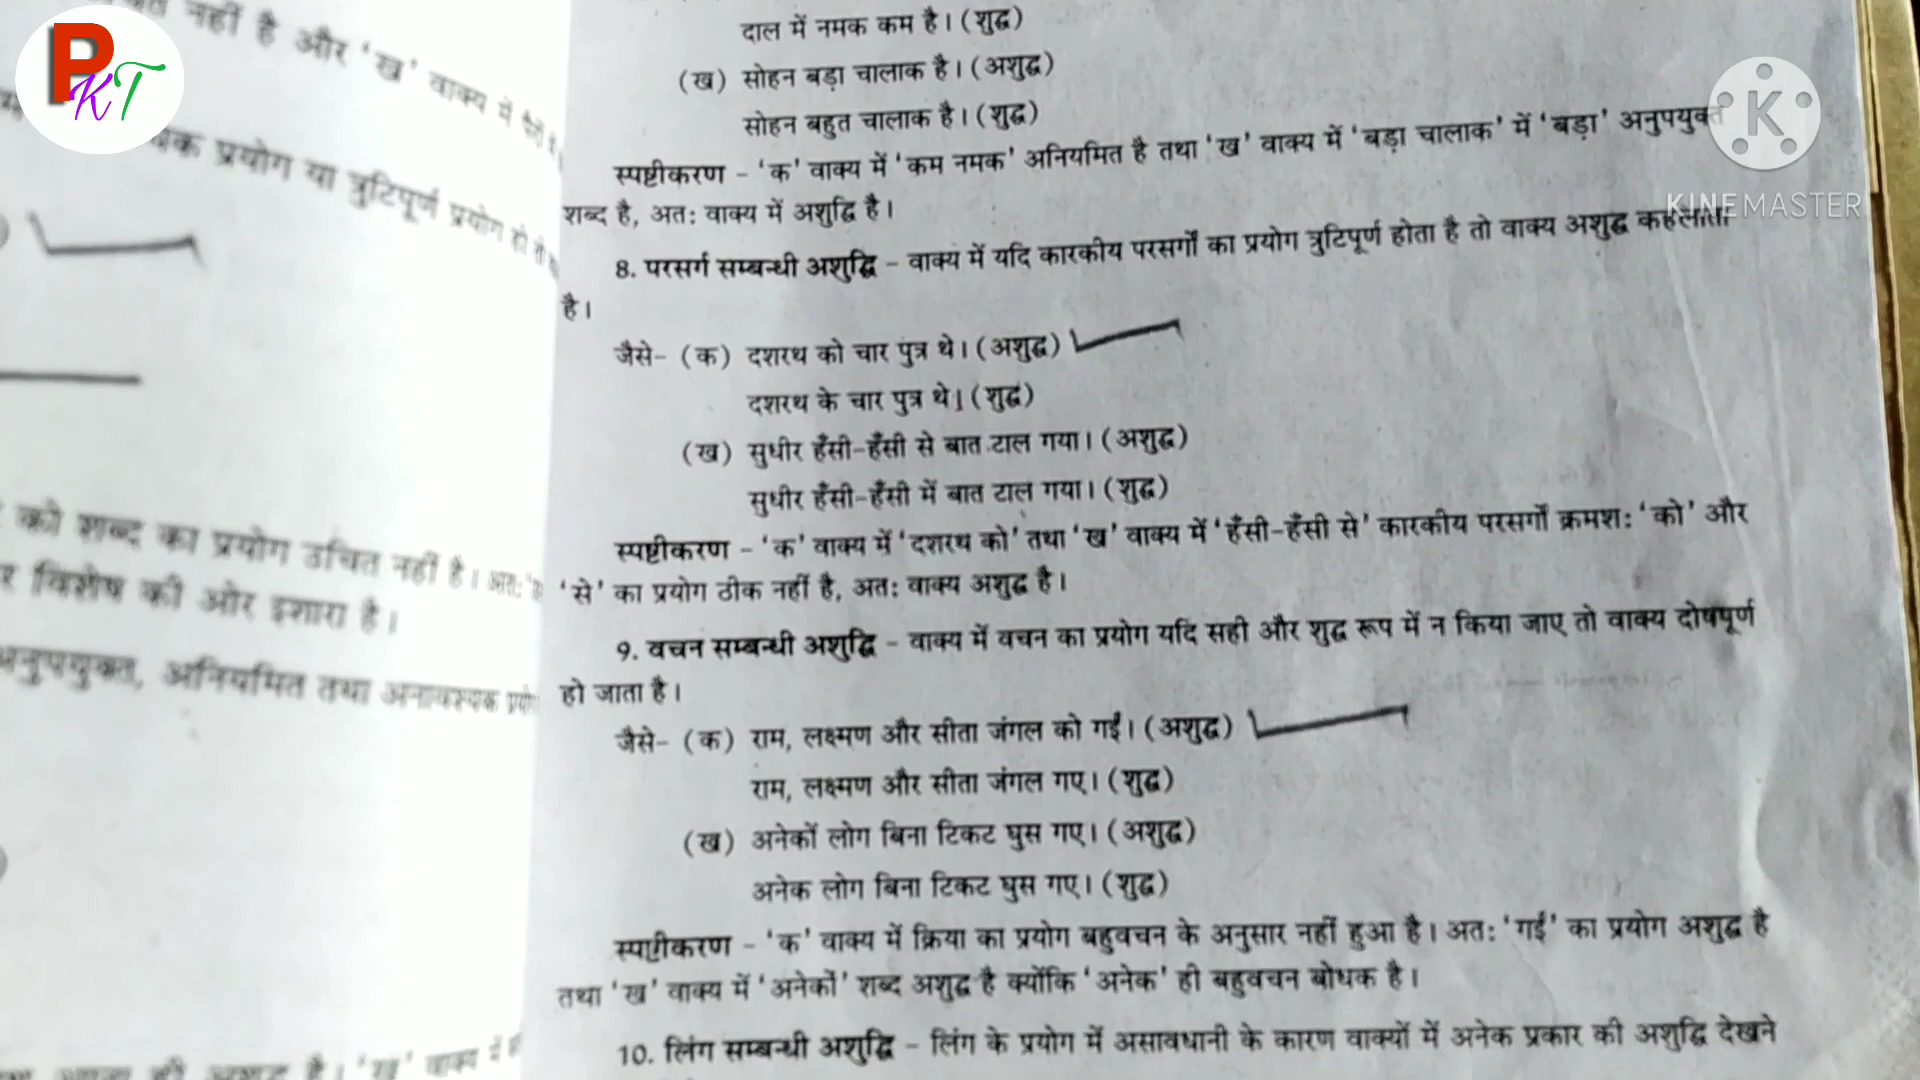 PKT
KINEMASTER
नहीं है और 'ख' वाक्य में
प्रयोग या त्रुटिपूर्ण प्रयोग हो तो
को शब्द का प्रयोग उचित नहीं है। अतः
विशेष की ओर इशारा है।
अनुपयुक्त, अनियमित तथा अनावश्यक
दाल में नमक कम है। (शुद्ध)
(ख) सोहन बड़ा चालाक है। (अशुद्ध)
सोहन बहुत चालाक है। (शुद्ध)
स्पष्टीकरण – 'क' वाक्य में 'कम नमक' अनियमित है तथा 'ख' वाक्य में 'बड़ा चालाक' में 'बड़ा' अनुपयुक्त
शब्द है, अतः वाक्य में अशुद्धि है।
8. परसर्ग सम्बन्धी अशुद्धि – वाक्य में यदि कारकीय परसर्गों का प्रयोग त्रुटिपूर्ण होता है तो वाक्य अशुद्ध कहलाता
है।
जैसे– (क) दशरथ को चार पुत्र थे। (अशुद्ध)
दशरथ के चार पुत्र थे। (शुद्ध)
(ख) सुधीर हँसी-हँसी से बात टाल गया। (अशुद्ध)
सुधीर हँसी-हँसी में बात टाल गया। (शुद्ध)
स्पष्टीकरण – 'क' वाक्य में 'दशरथ को' तथा 'ख' वाक्य में 'हँसी-हँसी से' कारकीय परसर्गों क्रमशः 'को' और
'से' का प्रयोग ठीक नहीं है, अतः वाक्य अशुद्ध है।
9. वचन सम्बन्धी अशुद्धि – वाक्य में वचन का प्रयोग यदि सही और शुद्ध रूप में न किया जाए तो वाक्य दोषपूर्ण
हो जाता है।
जैसे– (क) राम, लक्ष्मण और सीता जंगल को गईं। (अशुद्ध)
राम, लक्ष्मण और सीता जंगल गए। (शुद्ध)
(ख) अनेकों लोग बिना टिकट घुस गए। (अशुद्ध)
अनेक लोग बिना टिकट घुस गए। (शुद्ध)
स्पष्टीकरण – 'क' वाक्य में क्रिया का प्रयोग बहुवचन के अनुसार नहीं हुआ है। अतः 'गई' का प्रयोग अशुद्ध है
तथा 'ख' वाक्य में 'अनेकों' शब्द अशुद्ध है क्योंकि 'अनेक' ही बहुवचन बोधक है।
10. लिंग सम्बन्धी अशुद्धि – लिंग के प्रयोग में असावधानी के कारण वाक्यों में अनेक प्रकार की अशुद्धि देखने